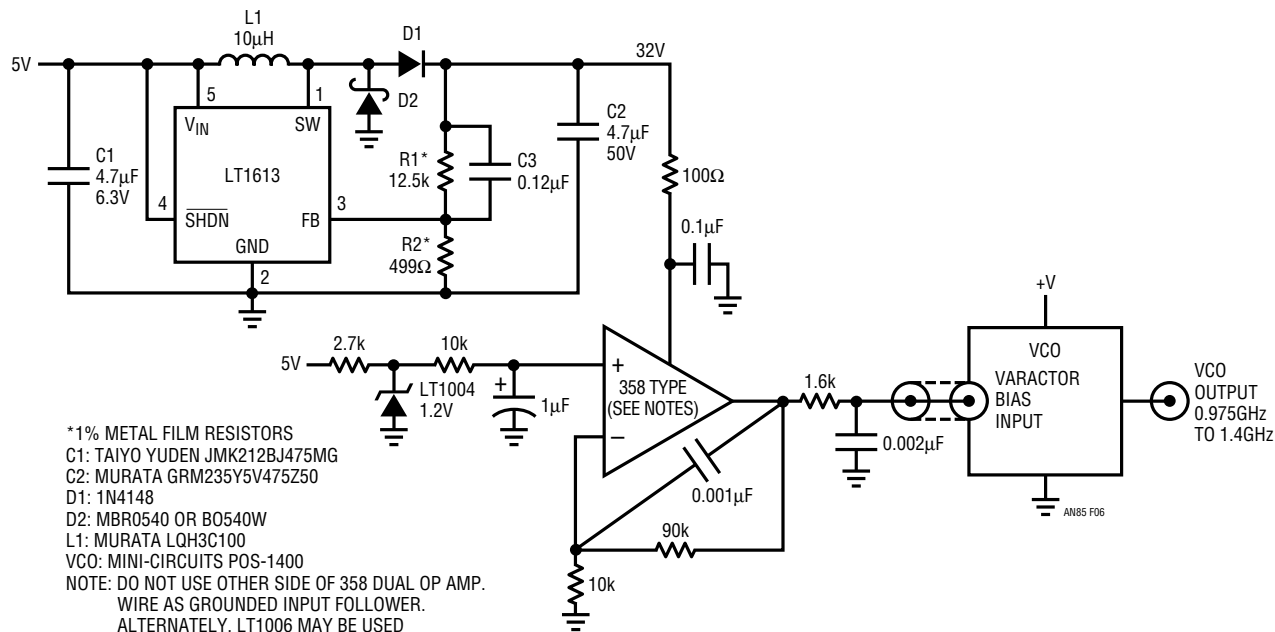 L1
10µH
D1
5V
32V
5
1
D2
VIN
SW
C2
4.7µF
50V
C1
4.7µF
6.3V
LT1613
R1*
12.5k
C3
0.12µF
100Ω
4
SHDN
FB
3
GND
R2*
499Ω
2
0.1µF
+V
5V
2.7k
10k
LT1004
1.2V
+
1µF
+
358 TYPE
(SEE NOTES)
–
1.6k
VCO
VARACTOR
BIAS
INPUT
VCO
OUTPUT
0.975GHz
TO 1.4GHz
0.002µF
0.001µF
AN85 F06
90k
10k
*1% METAL FILM RESISTORS
C1: TAIYO YUDEN JMK212BJ475MG
C2: MURATA GRM235Y5V475Z50
D1: 1N4148
D2: MBR0540 OR BO540W
L1: MURATA LQH3C100
VCO: MINI-CIRCUITS POS-1400
NOTE: DO NOT USE OTHER SIDE OF 358 DUAL OP AMP.
WIRE AS GROUNDED INPUT FOLLOWER.
ALTERNATELY. LT1006 MAY BE USED